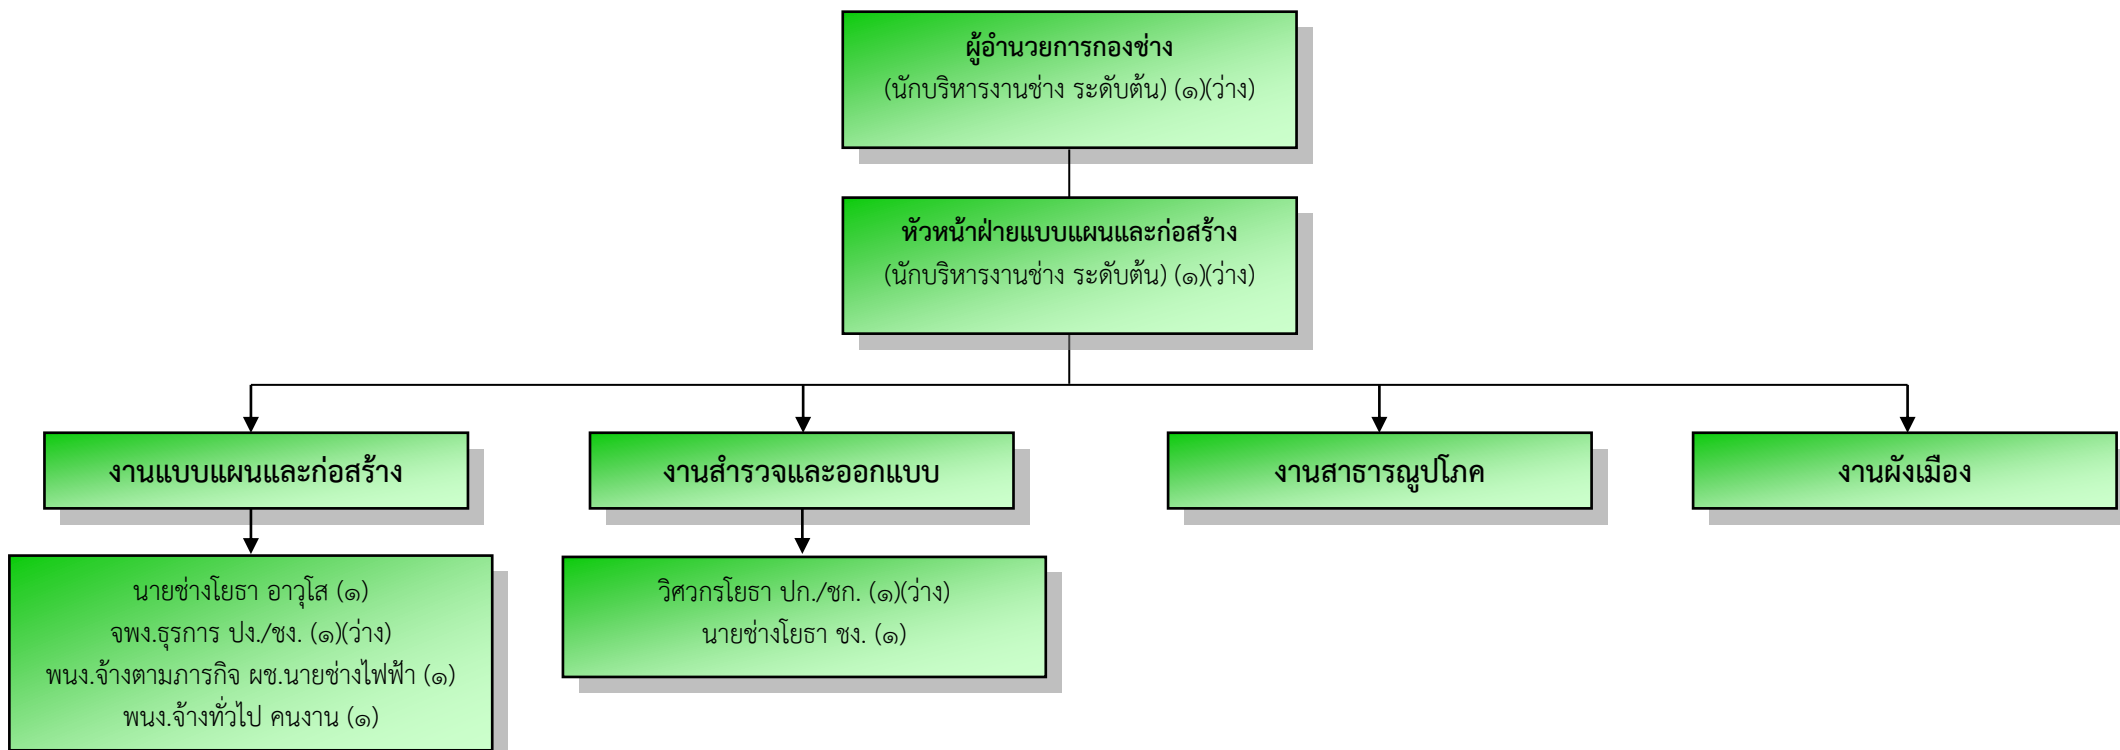 ผู้อำนวยการกองช่าง
(นักบริหารงานช่าง ระดับต้น) (๑)(ว่าง)
หัวหน้าฝ่ายแบบแผนและก่อสร้าง
(นักบริหารงานช่าง ระดับต้น) (๑)(ว่าง)
งานแบบแผนและก่อสร้าง
งานสำรวจและออกแบบ
งานสาธารณูปโภค
งานผังเมือง
นายช่างโยธา อาวุโส (๑)
จพง.ธุรการ ปง./ชง. (๑)(ว่าง)
พนง.จ้างตามภารกิจ ผช.นายช่างไฟฟ้า (๑)
พนง.จ้างทั่วไป คนงาน (๑)
วิศวกรโยธา ปก./ชก. (๑)(ว่าง)
นายช่างโยธา ชง. (๑)